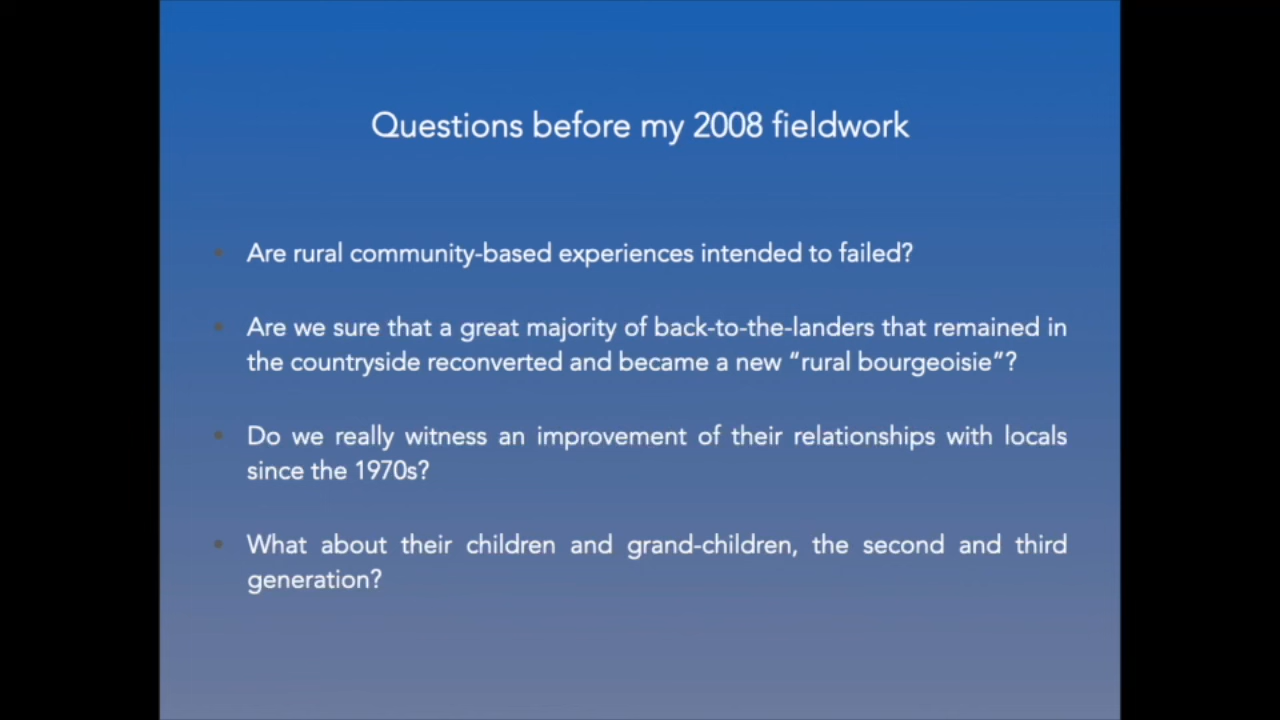 Questions before my 2008 fieldwork
• Are rural community-based experiences intended to failed?
• Are we sure that a great majority of back-to-the-landers that remained in
the countryside reconverted and became a new “rural bourgeoisie”?
• Do we really witness an improvement of their relationships with locals
since the 1970s?
• What about their children and grand-children, the second and third
generation?